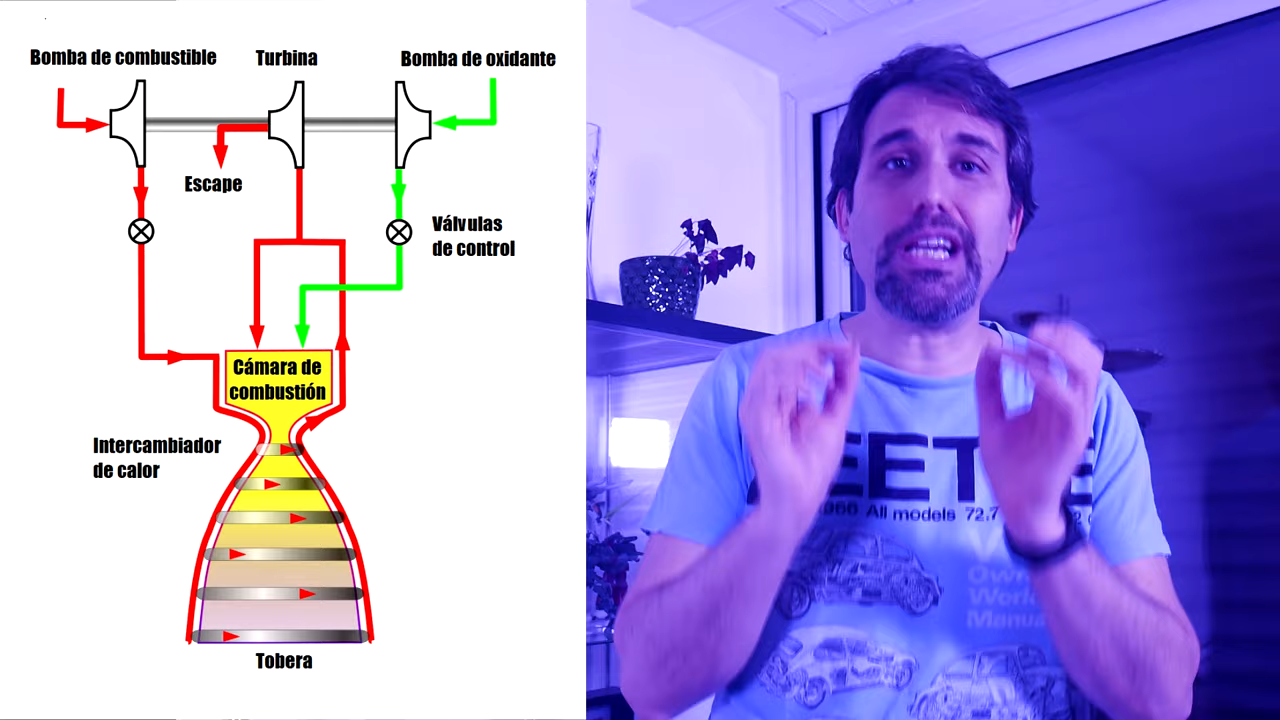 Bomba de combustible
Turbina
Bomba de oxidante
Escape
Válvulas
de control
Cámara de
combustión
Intercambiador
de calor
Tobera
All models 72.7